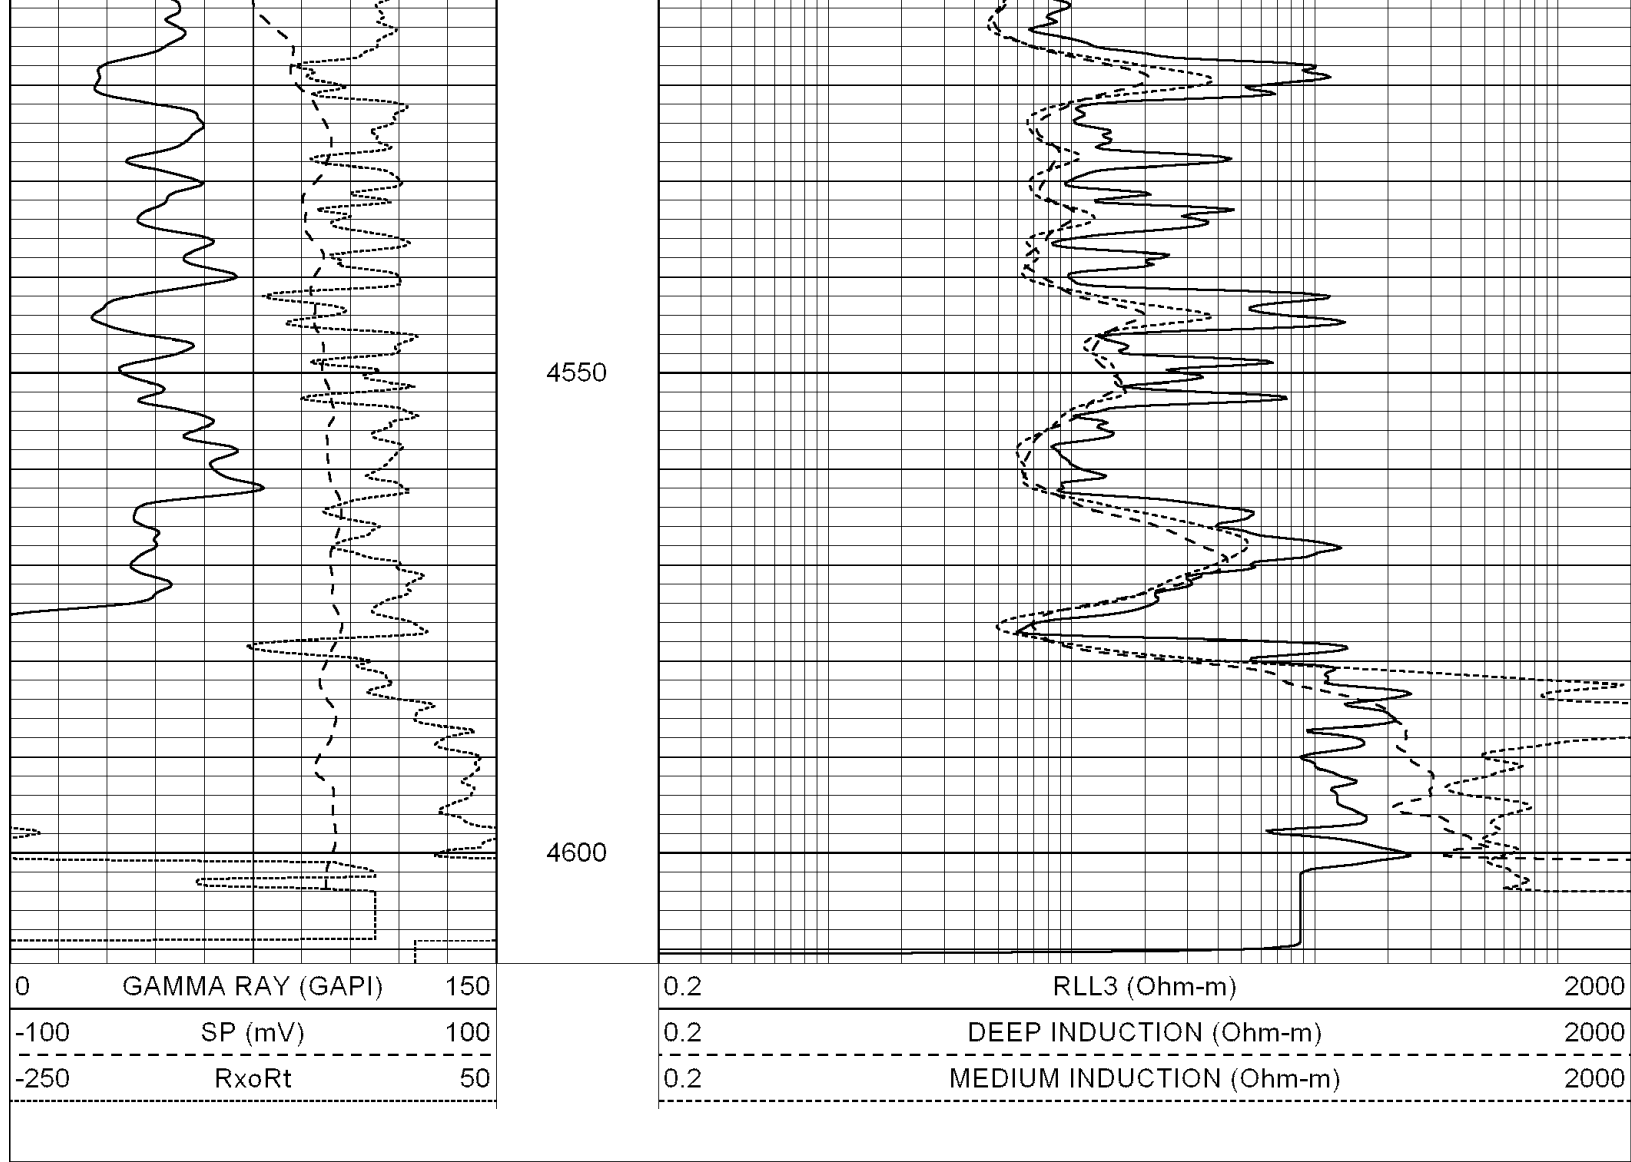 4550
4600
0 GAMMA RAY (GAPI) 150
0.2 RLL3 (Ohm-m) 2000
-100 SP (mV) 100
0.2 DEEP INDUCTION (Ohm-m) 2000
-250 RxoRt 50
0.2 MEDIUM INDUCTION (Ohm-m) 2000